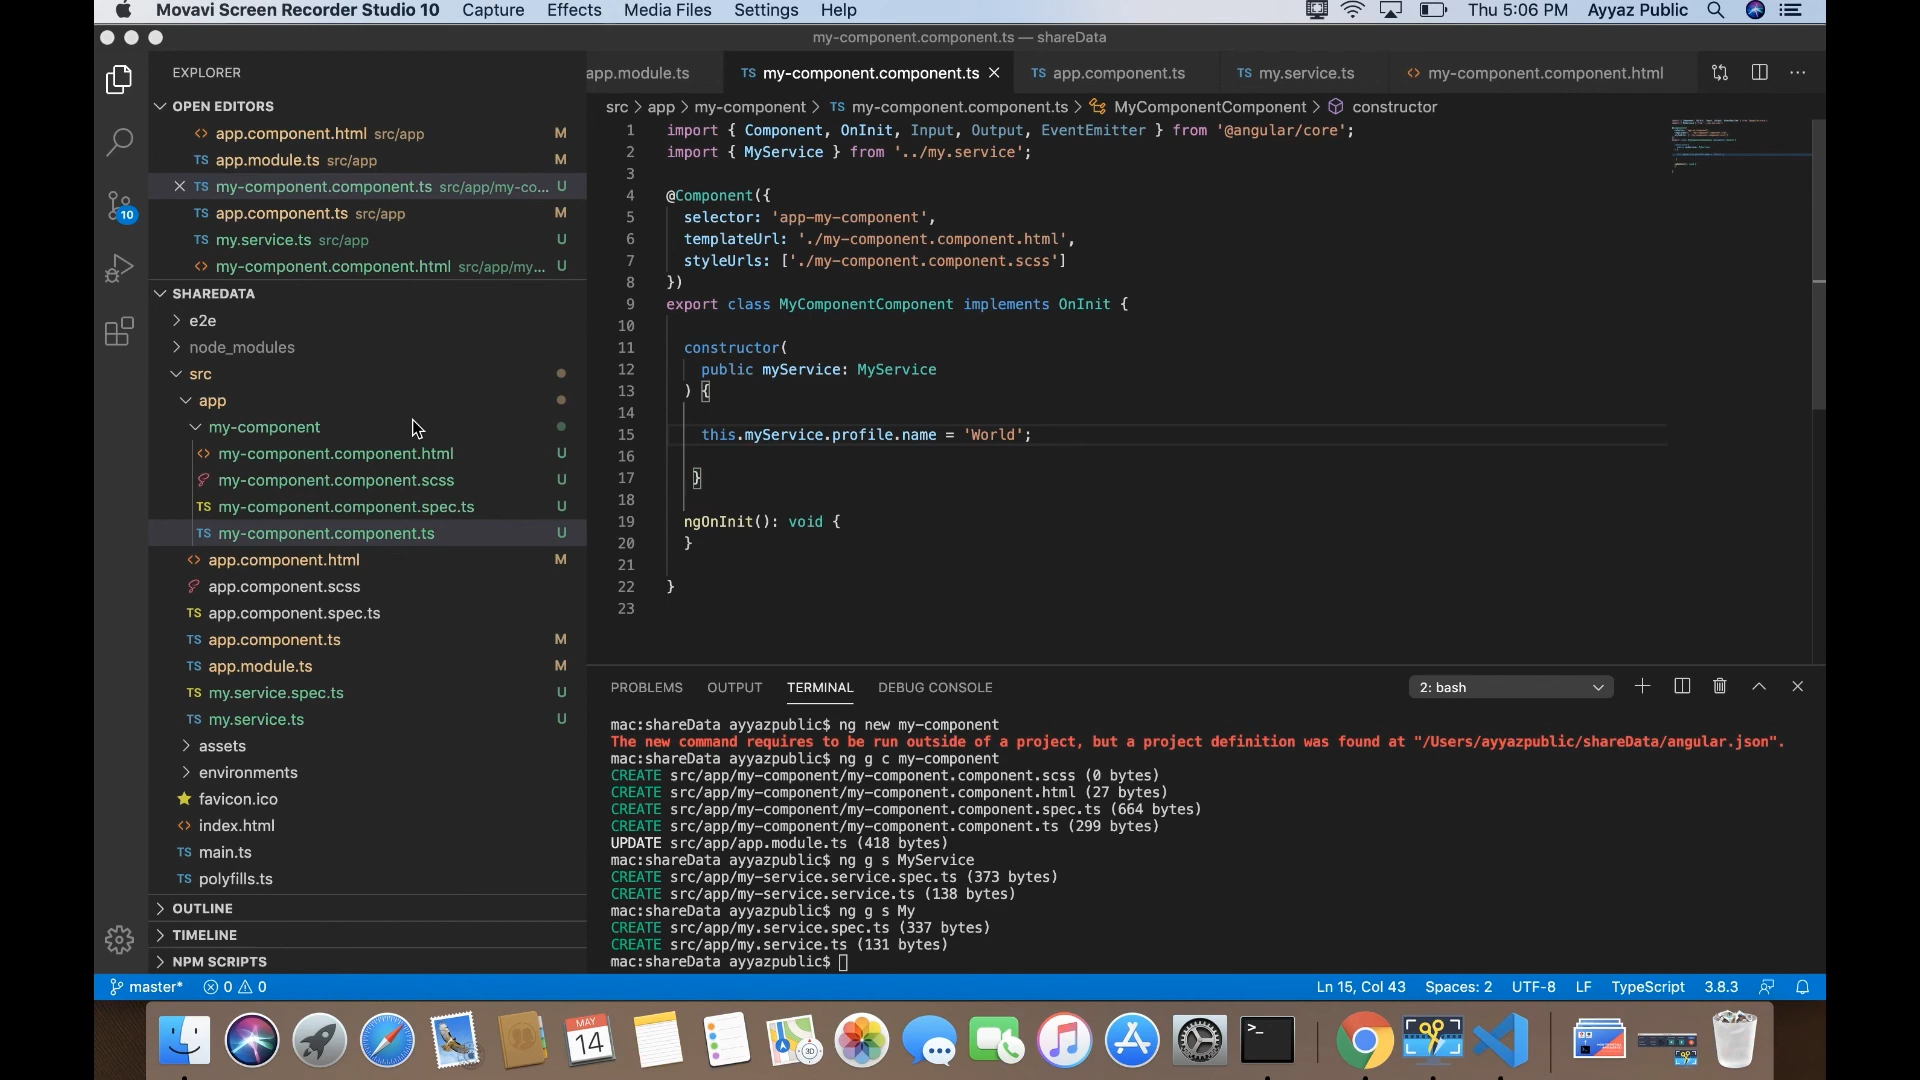 Movavi Screen Recorder Studio 10 Capture Effects Media Files Settings Help Thu 5:06 PM Ayyaz Public
my-component.component.ts — shareData
EXPLORER
app.module.ts TS my-component.component.ts TS app.component.ts TS my.service.ts <> my-component.component.html
OPEN EDITORS
src > app > my-component > TS my-component.component.ts > MyComponentComponent > constructor
<> app.component.html src/app M
TS app.module.ts src/app M
TS my-component.component.ts src/app/my-co... U
TS app.component.ts src/app M
TS my.service.ts src/app U
<> my-component.component.html src/app/my... U
10
SHAREDATA
e2e
node_modules
src
app
my-component
<> my-component.component.html U
my-component.component.scss U
TS my-component.component.spec.ts U
TS my-component.component.ts U
<> app.component.html M
app.component.scss
TS app.component.spec.ts
TS app.component.ts M
TS app.module.ts M
TS my.service.spec.ts U
TS my.service.ts U
assets
environments
favicon.ico
<> index.html
TS main.ts
TS polyfills.ts
OUTLINE
TIMELINE
NPM SCRIPTS
1 import { Component, OnInit, Input, Output, EventEmitter } from '@angular/core';
2 import { MyService } from '../my.service';
3
4 @Component({
5 selector: 'app-my-component',
6 templateUrl: './my-component.component.html',
7 styleUrls: ['./my-component.component.scss']
8 })
9 export class MyComponentComponent implements OnInit {
10
11 constructor(
12 public myService: MyService
13 ) {
14
15 this.myService.profile.name = 'World';
16
17 }
18
19 ngOnInit(): void {
20 }
21
22 }
23
PROBLEMS OUTPUT TERMINAL DEBUG CONSOLE 2: bash
mac:shareData ayyazpublic$ ng new my-component
The new command requires to be run outside of a project, but a project definition was found at "/Users/ayyazpublic/shareData/angular.json".
mac:shareData ayyazpublic$ ng g c my-component
CREATE src/app/my-component/my-component.component.scss (0 bytes)
CREATE src/app/my-component/my-component.component.html (27 bytes)
CREATE src/app/my-component/my-component.component.spec.ts (664 bytes)
CREATE src/app/my-component/my-component.component.ts (299 bytes)
UPDATE src/app/app.module.ts (418 bytes)
mac:shareData ayyazpublic$ ng g s MyService
CREATE src/app/my-service.service.spec.ts (373 bytes)
CREATE src/app/my-service.service.ts (138 bytes)
mac:shareData ayyazpublic$ ng g s My
CREATE src/app/my.service.spec.ts (337 bytes)
CREATE src/app/my.service.ts (131 bytes)
mac:shareData ayyazpublic$
master* 0 0 Ln 15, Col 43 Spaces: 2 UTF-8 LF TypeScript 3.8.3
MAY
14
3D
>_